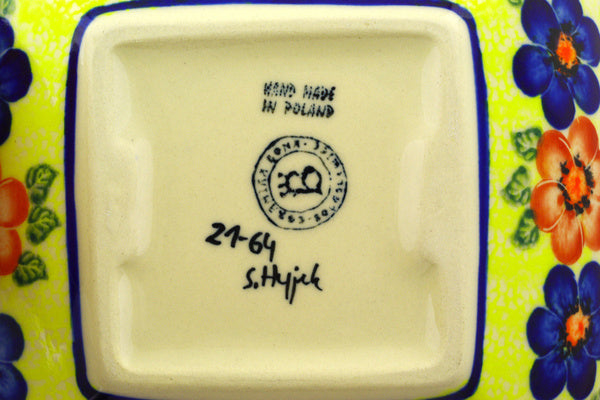 HAND MADE
IN POLAND
B
21-64
S.Hyjek